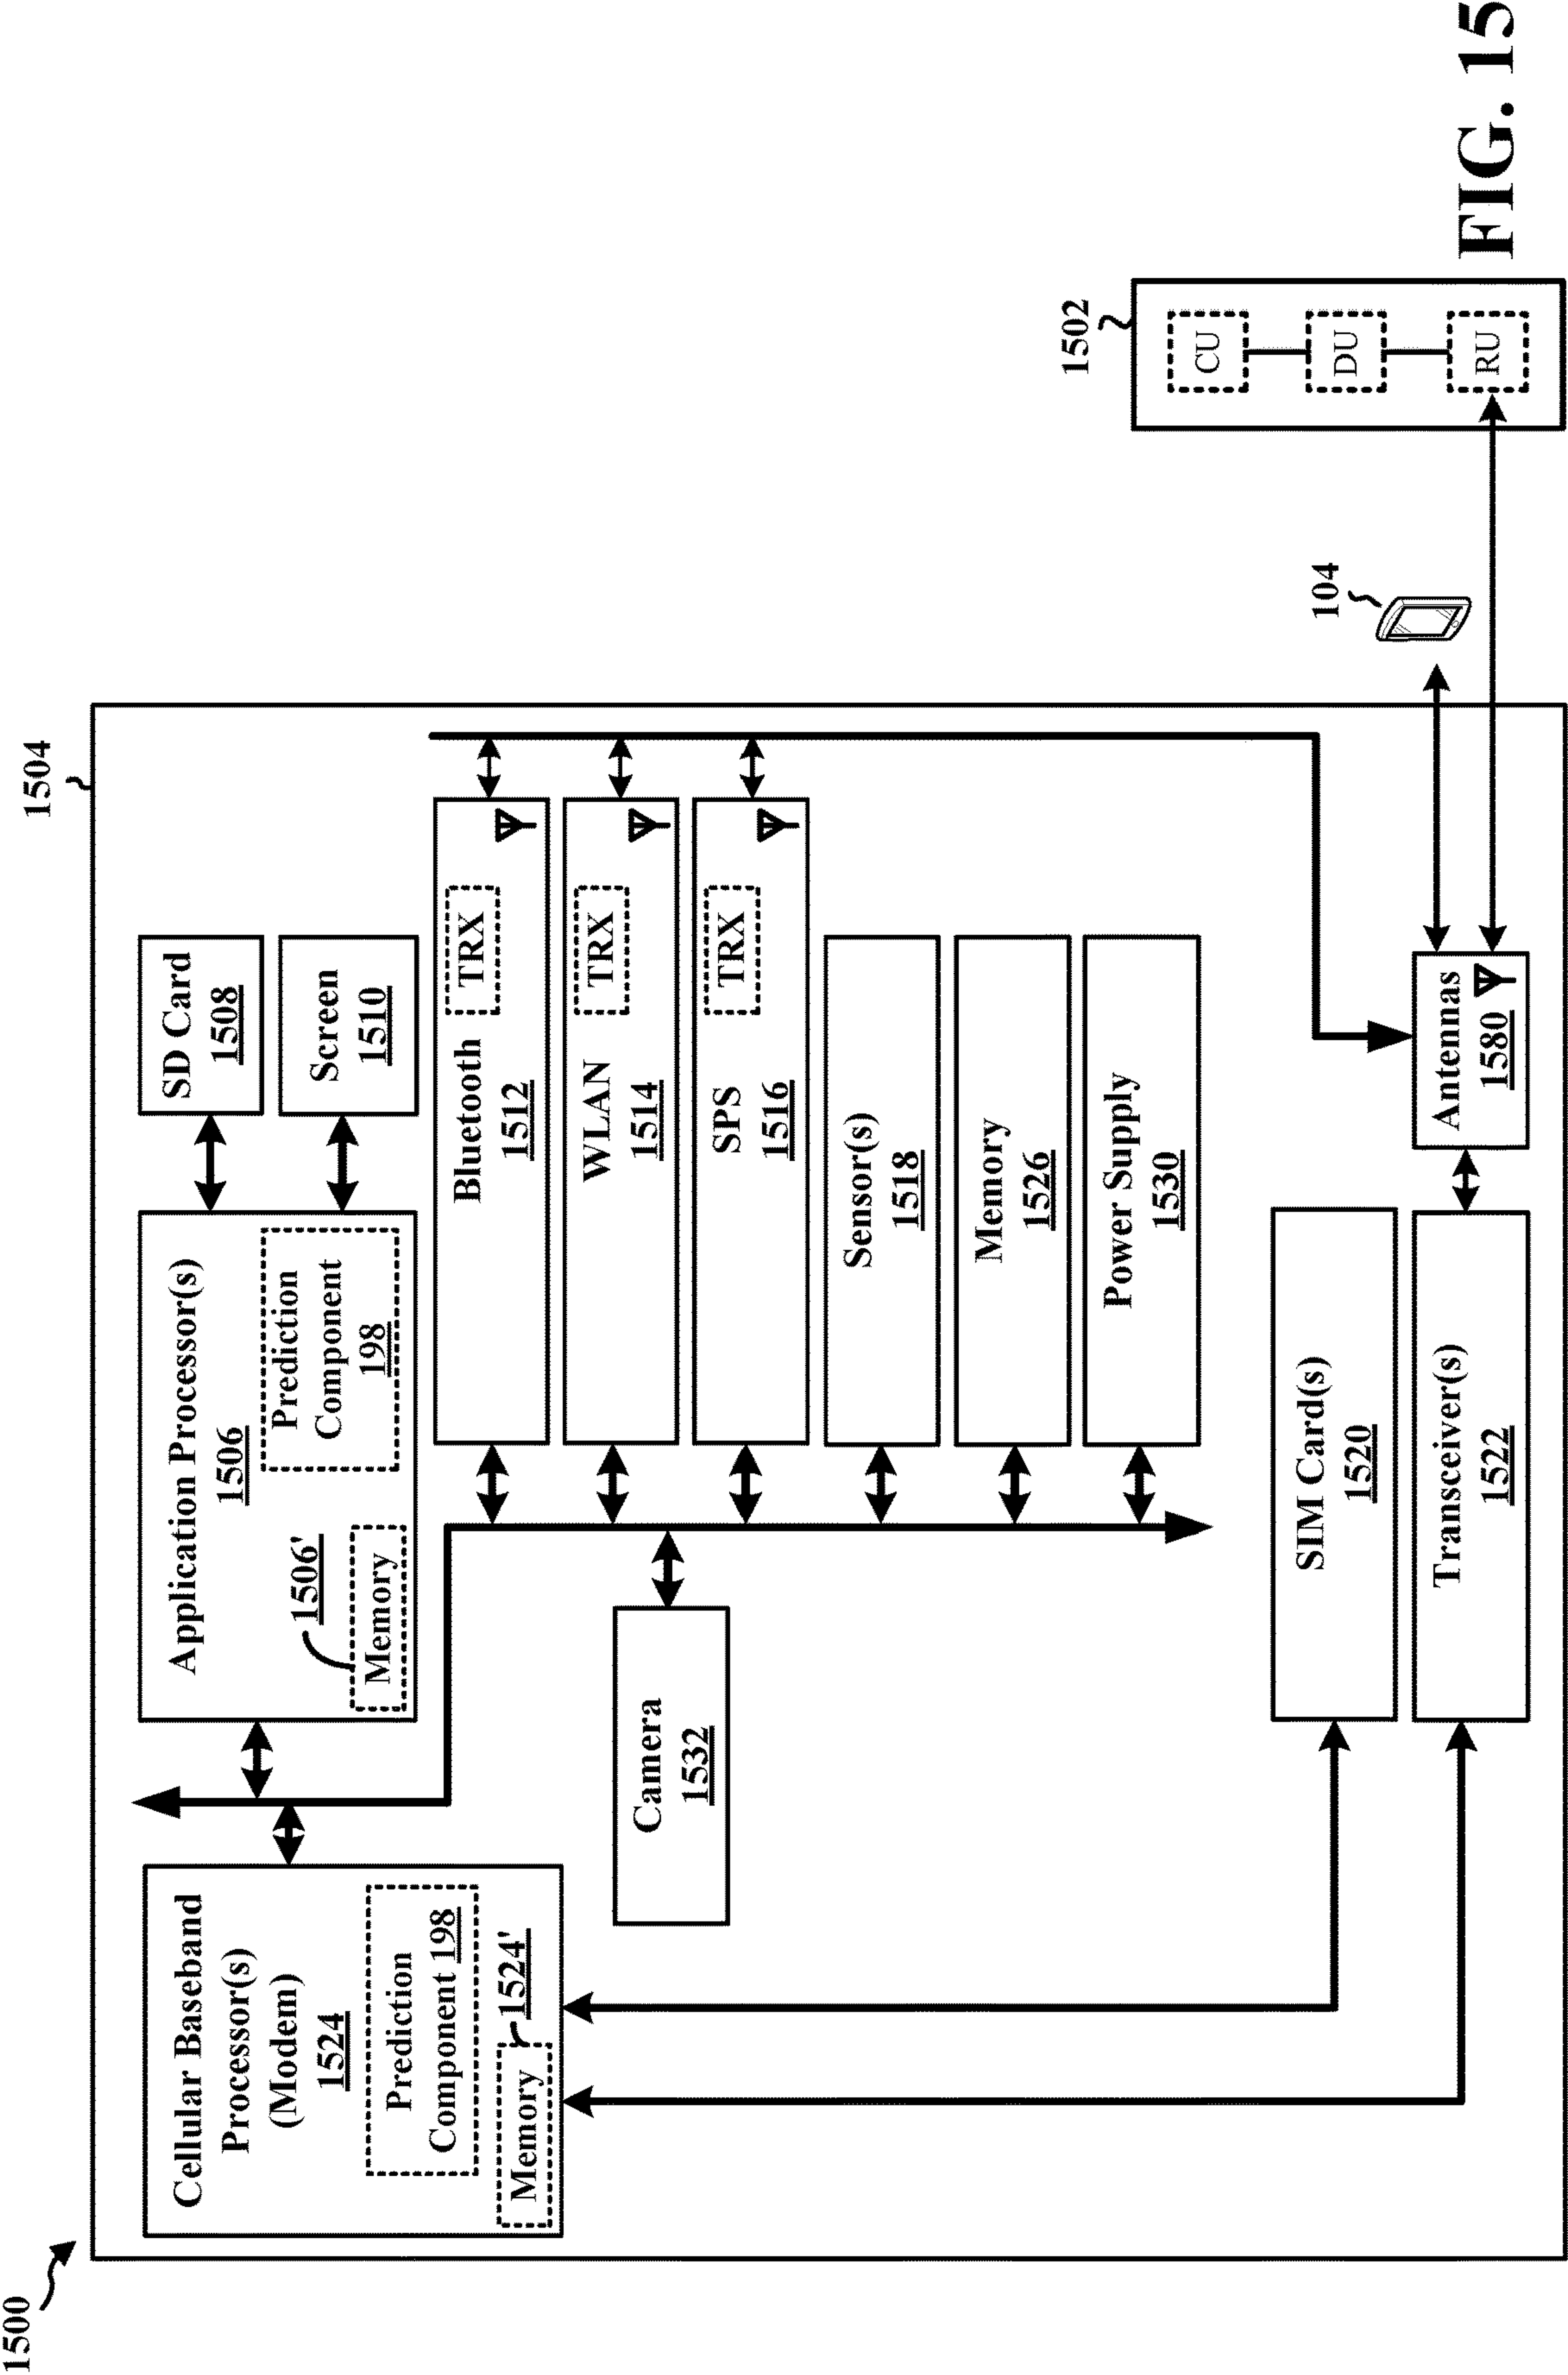 1500
1504
Cellular Baseband
Processor(s)
(Modem)
1524
Prediction
Component 198
1524'
Memory
Application Processor(s)
1506
1506'
Memory
Prediction
Component
198
SD Card
1508
Screen
1510
Bluetooth
1512
TRX
WLAN
1514
TRX
SPS
1516
TRX
Sensor(s)
1518
Memory
1526
Power Supply
1530
Camera
1532
SIM Card(s)
1520
Transceiver(s)
1522
Antennas
1580
104
1502
CU
DU
RU
FIG. 15